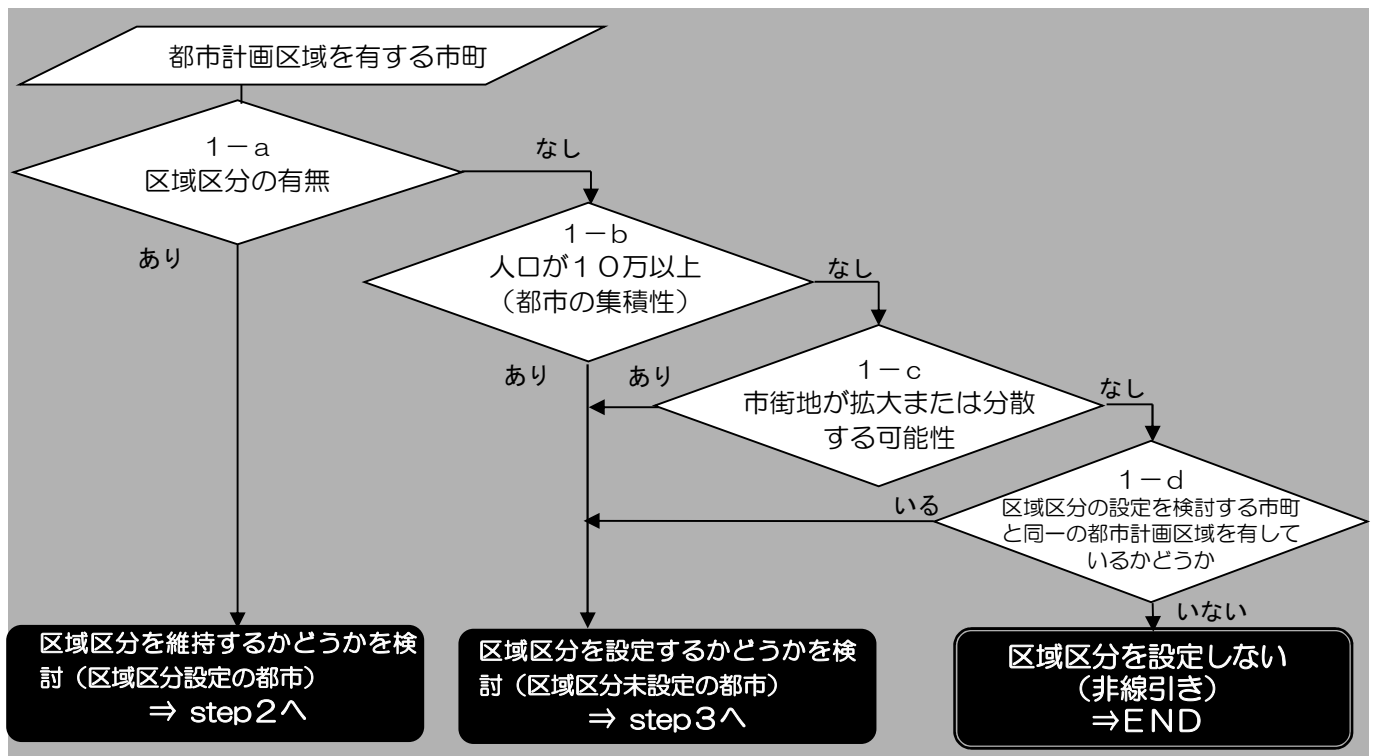 都市計画区域を有する市町
１－a
区域区分の有無
なし
あり
１－b
人口が１０万以上
（都市の集積性）
なし
あり
あり
１－c
市街地が拡大または分散
する可能性
なし
１－d
区域区分の設定を検討する市町
と同一の都市計画区域を有して
いるかどうか
いる
いない
区域区分を維持するかどうかを検
討（区域区分設定の都市）
⇒ step２へ
区域区分を設定するかどうかを検
討（区域区分未設定の都市）
⇒ step３へ
区域区分を設定しない
（非線引き）
⇒ＥＮＤ